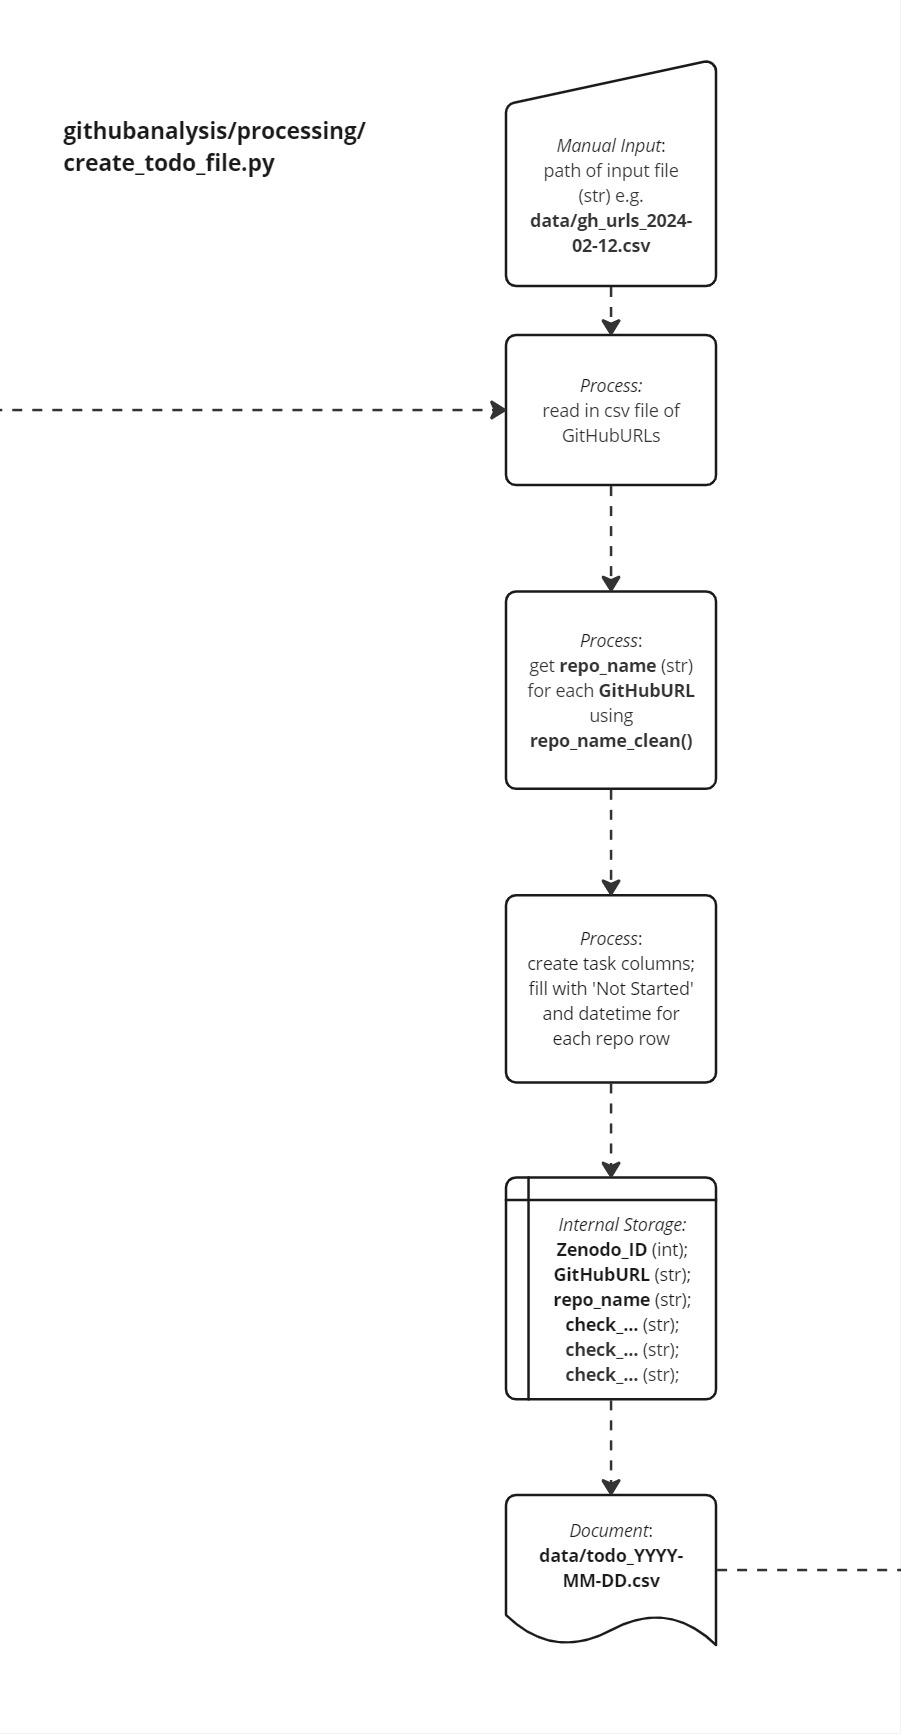 githubanalysis/processing/
create_todo_file.py
Manual Input:
path of input file
(str) e.g.
data/gh_urls_2024-
02-12.csv
Process:
read in csv file of
GitHubURLs
Process:
get repo_name (str)
for each GitHubURL
using
repo_name_clean()
Process:
create task columns;
fill with 'Not Started'
and datetime for
each repo row
Internal Storage:
Zenodo_ID (int);
GitHubURL (str);
repo_name (str);
check_... (str);
check_... (str);
check_... (str);
Document:
data/todo_YYYY-
MM-DD.csv